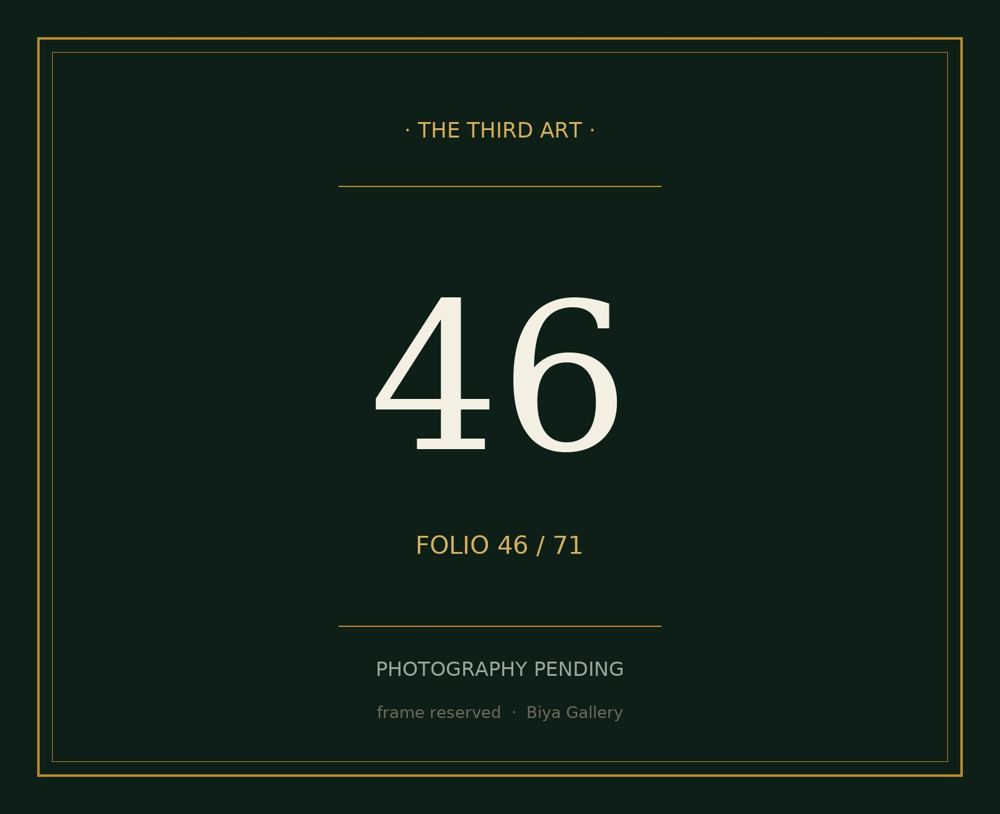 · THE THIRD ART ·
46
FOLIO 46 / 71
PHOTOGRAPHY PENDING
frame reserved · Biya Gallery